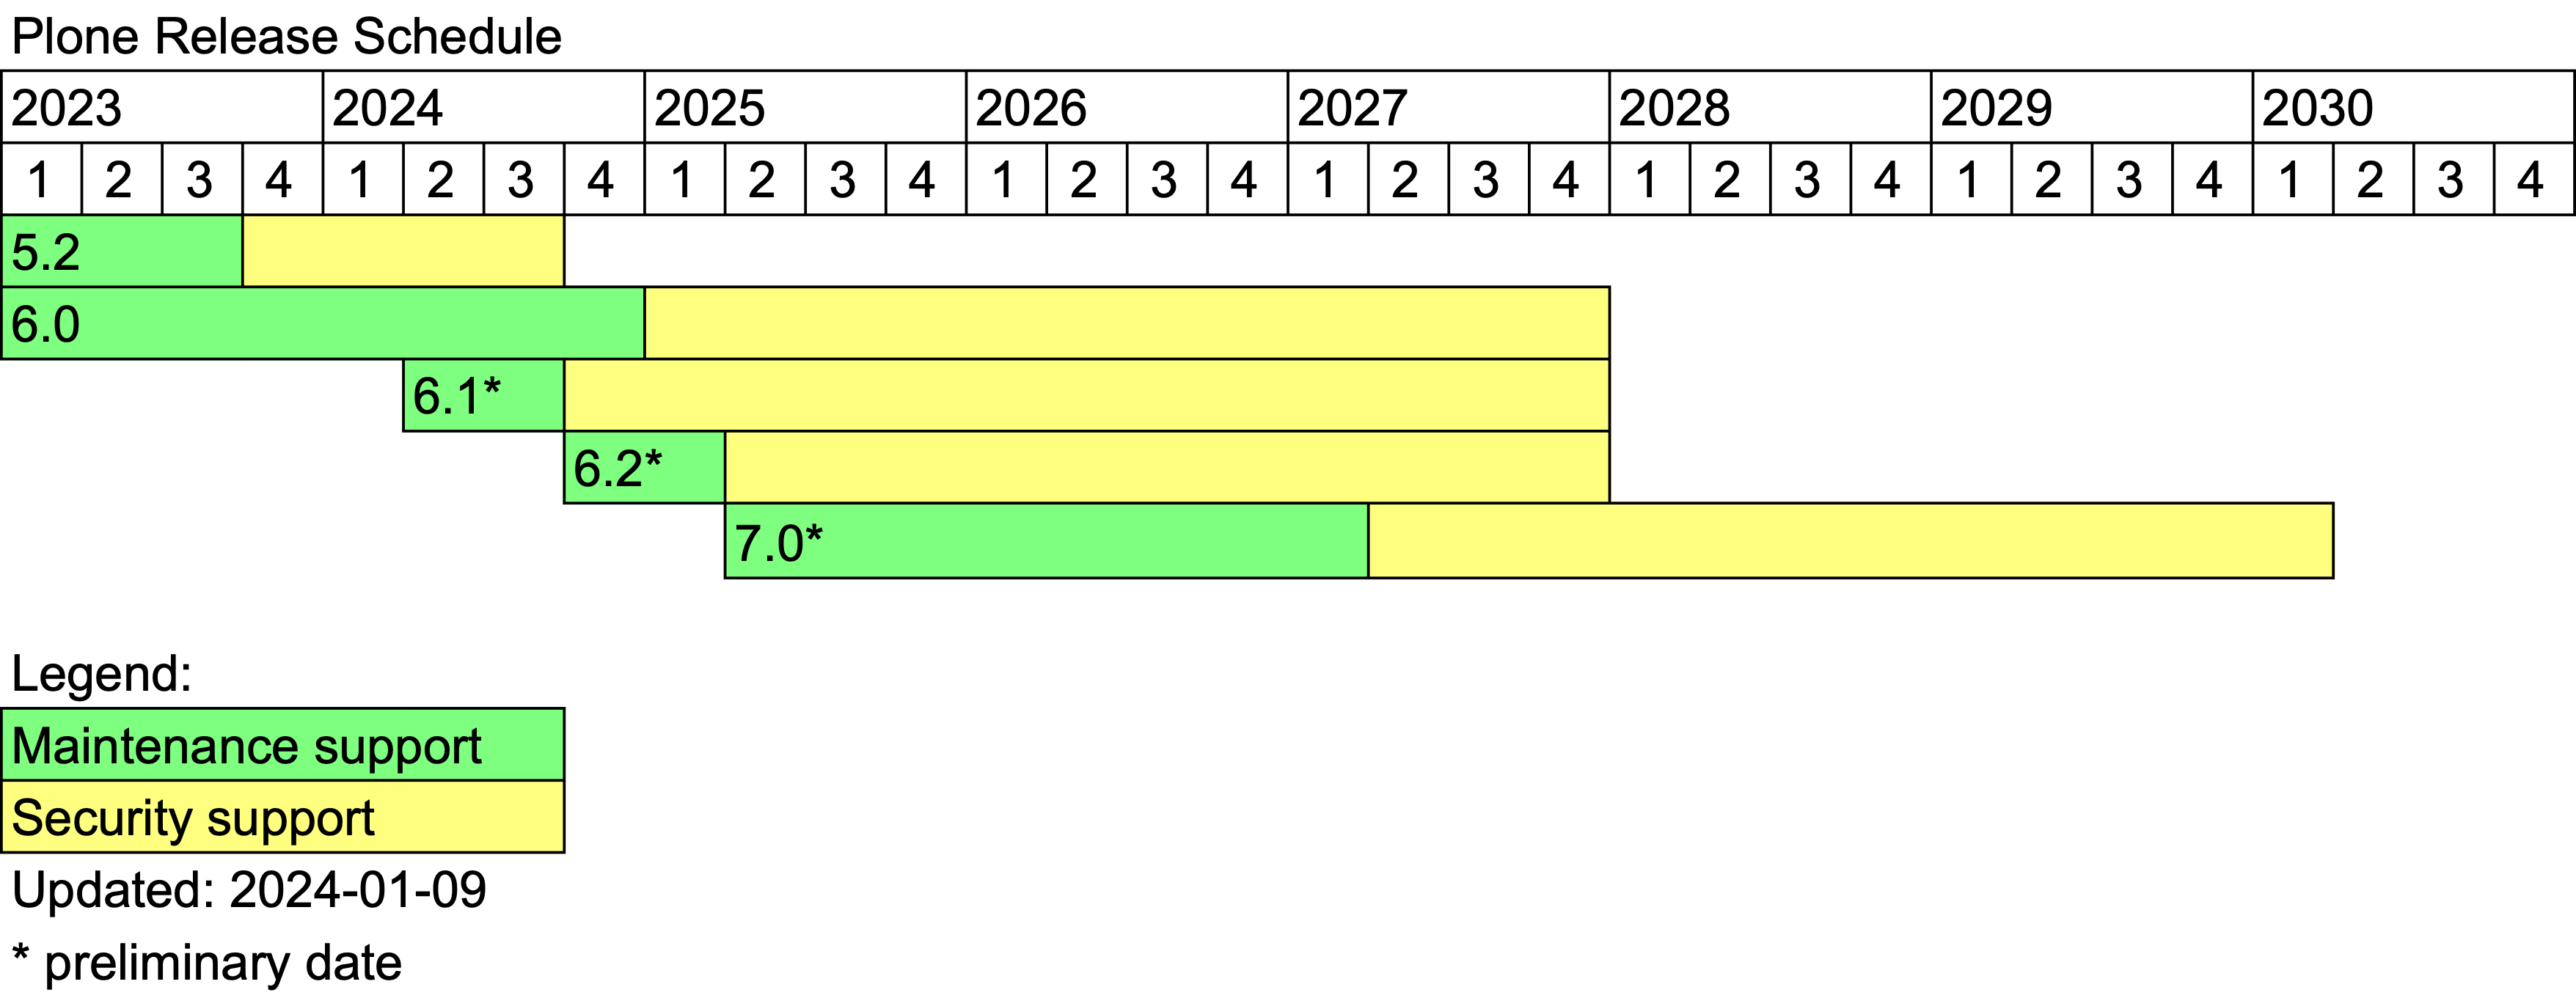 Plone Release Schedule
2023 2024 2025 2026 2027 2028 2029 2030
1 2 3 4 1 2 3 4 1 2 3 4 1 2 3 4 1 2 3 4 1 2 3 4 1 2 3 4 1 2 3 4
5.2
6.0
6.1*
6.2*
7.0*
Legend:
Maintenance support
Security support
Updated: 2024-01-09
* preliminary date